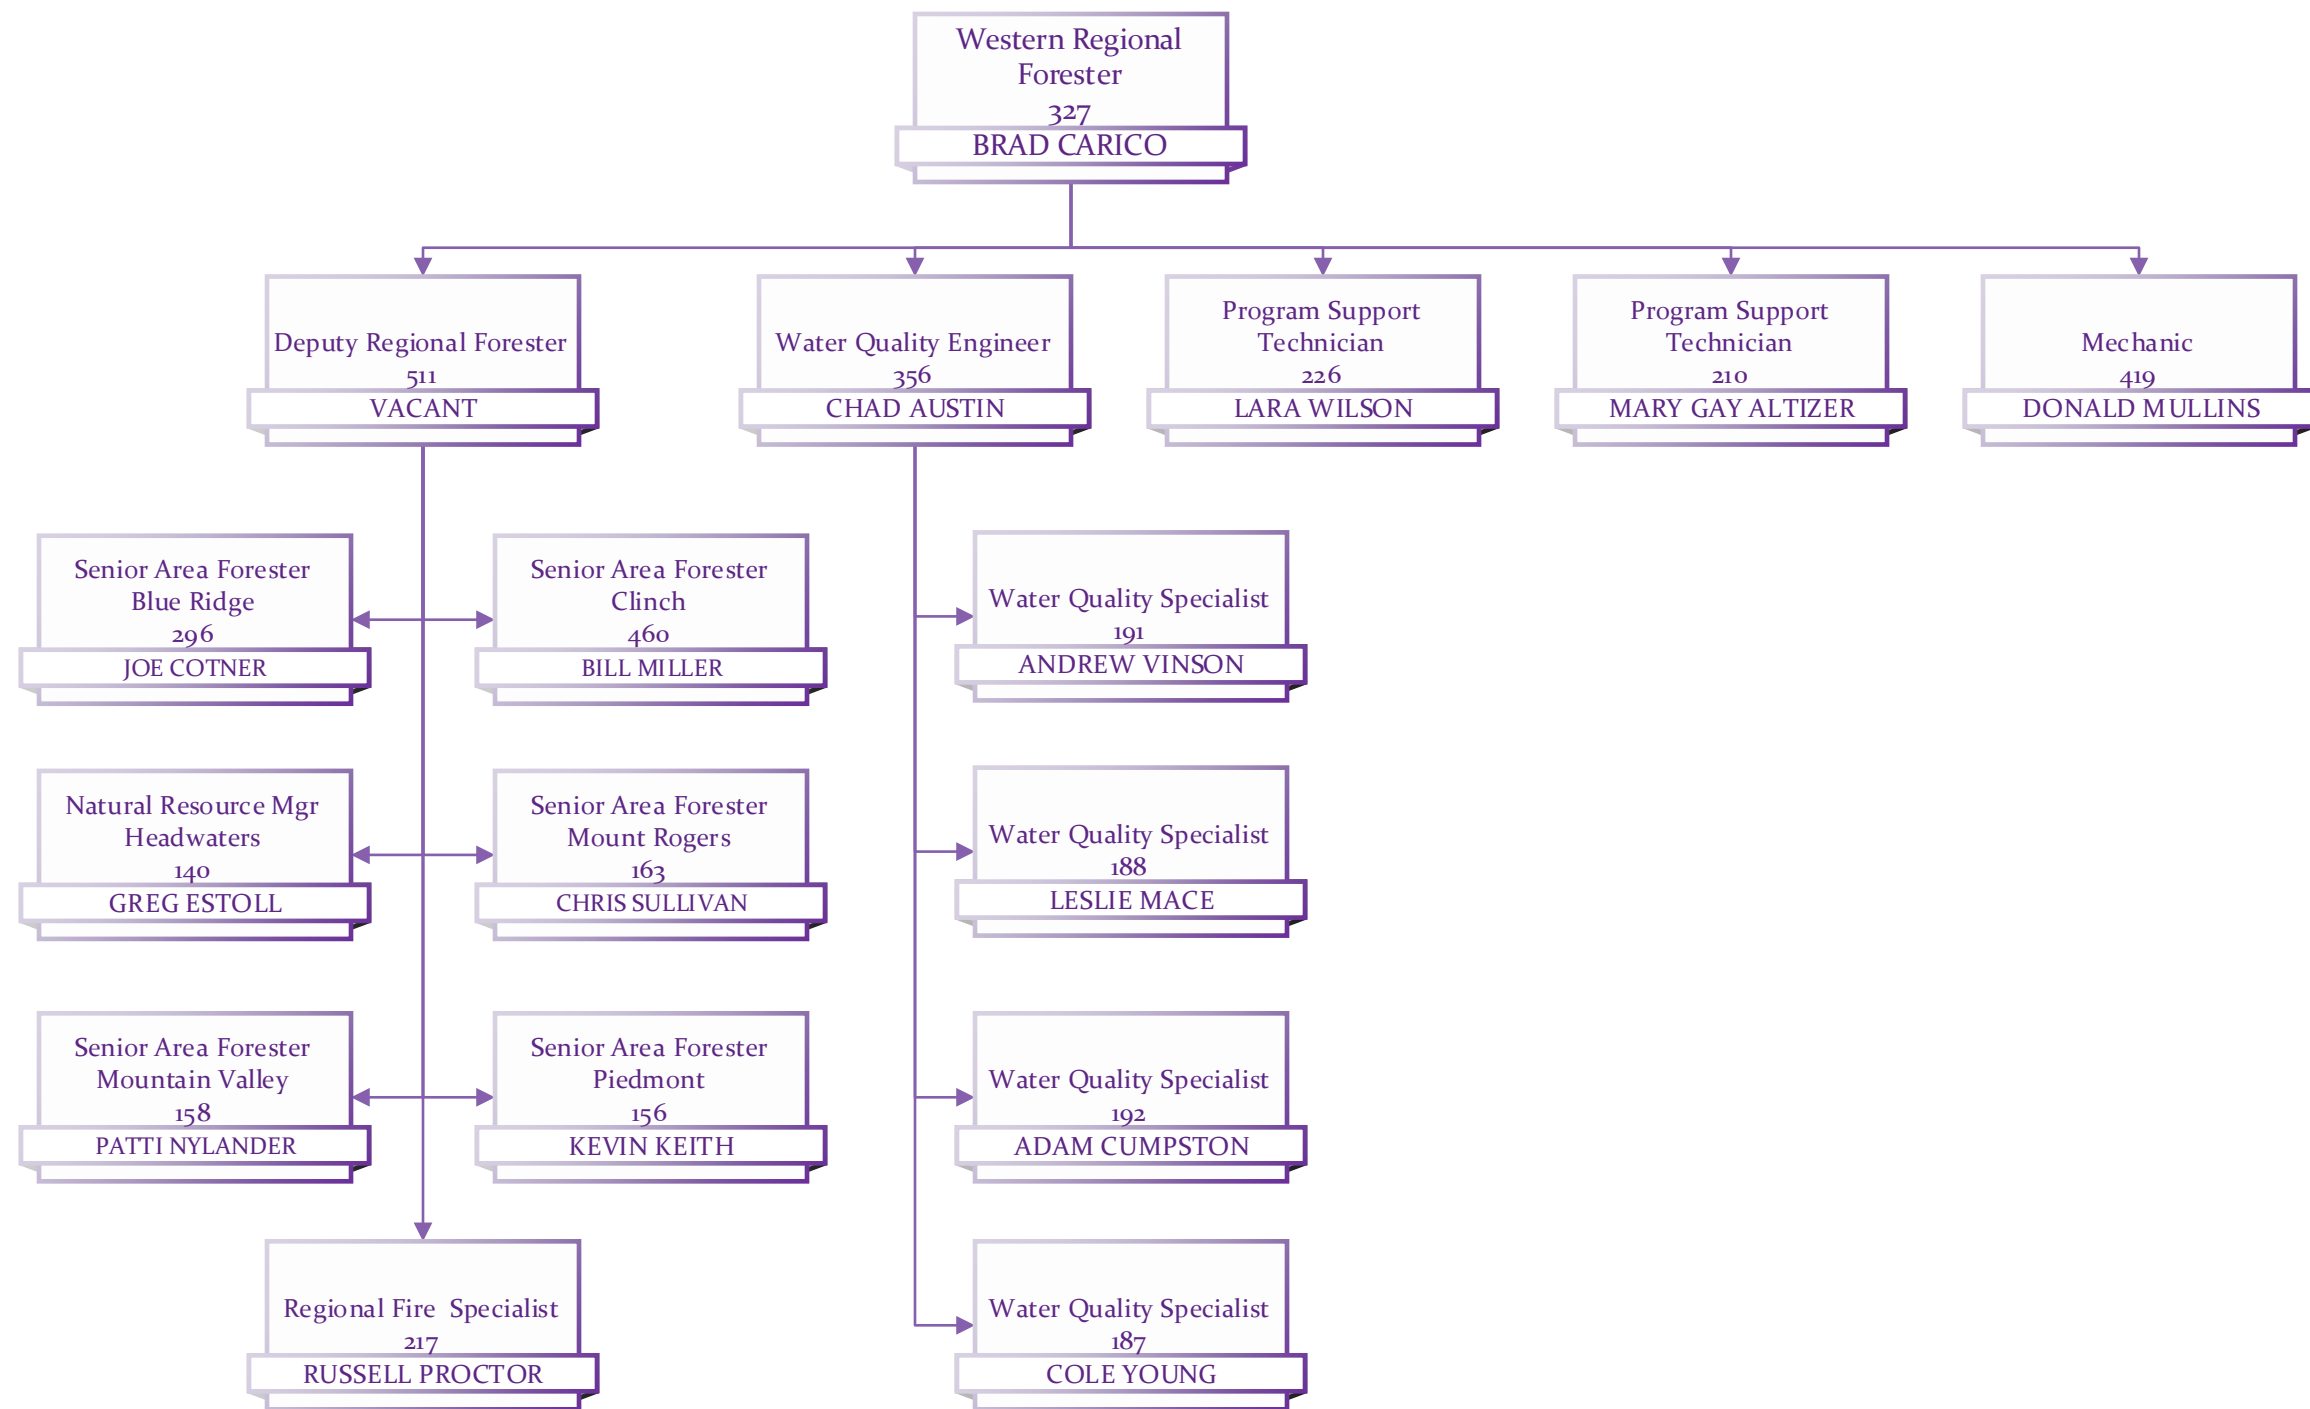 Western Regional
Forester
327
BRAD CARICO
Deputy Regional Forester
511
VACANT
Water Quality Engineer
356
CHAD AUSTIN
Program Support
Technician
226
LARA WILSON
Program Support
Technician
210
MARY GAY ALTIZER
Mechanic
419
DONALD MULLINS
Senior Area Forester
Blue Ridge
296
JOE COTNER
Senior Area Forester
Clinch
460
BILL MILLER
Water Quality Specialist
191
ANDREW VINSON
Natural Resource Mgr
Headwaters
140
GREG ESTOLL
Senior Area Forester
Mount Rogers
163
CHRIS SULLIVAN
Water Quality Specialist
188
LESLIE MACE
Senior Area Forester
Mountain Valley
158
PATTI NYLANDER
Senior Area Forester
Piedmont
156
KEVIN KEITH
Water Quality Specialist
192
ADAM CUMPSTON
Regional Fire  Specialist
217
RUSSELL PROCTOR
Water Quality Specialist
187
COLE YOUNG